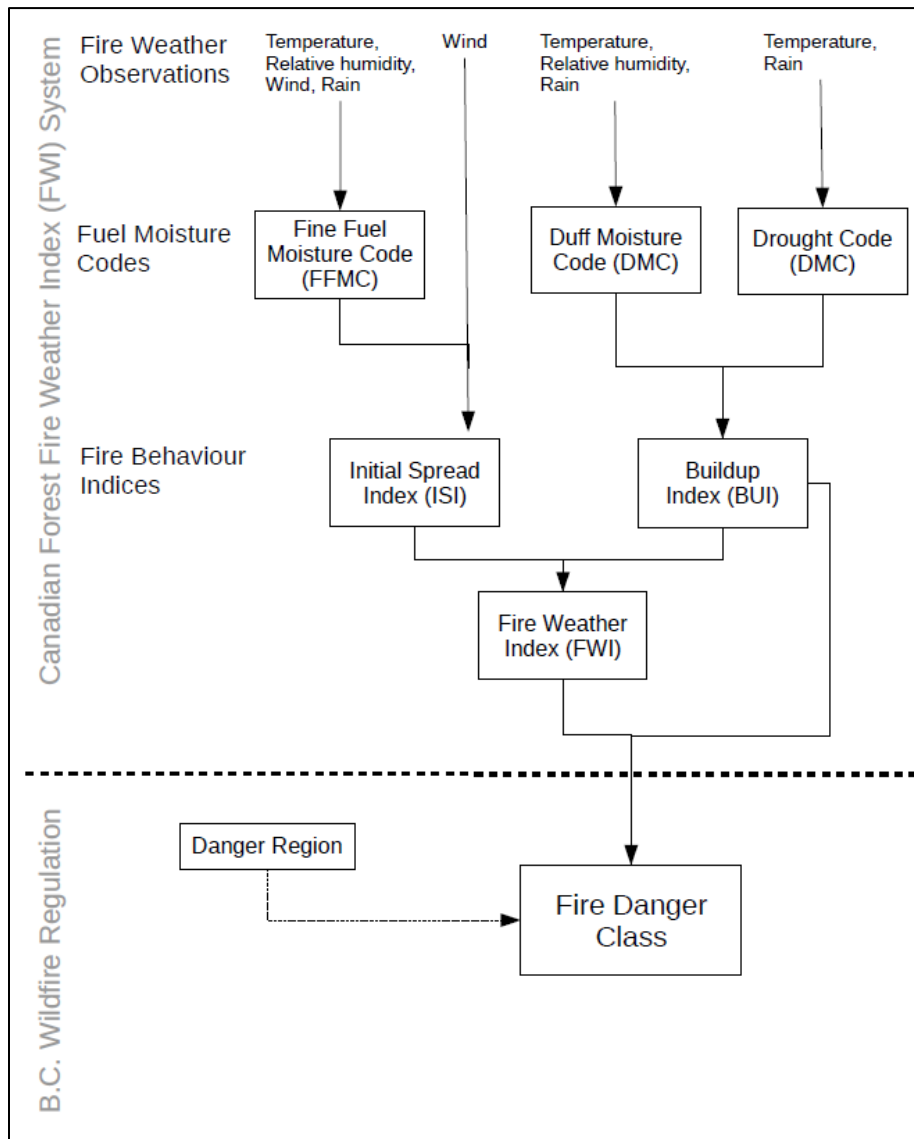 Canadian Forest Fire Weather Index (FWI) System
Fire Weather
Observations
Temperature,
Relative humidity,
Wind, Rain
Wind
Temperature,
Relative humidity,
Rain
Temperature,
Rain
Fuel Moisture
Codes
Fine Fuel
Moisture Code
(FFMC)
Duff Moisture
Code (DMC)
Drought Code
(DMC)
Fire Behaviour
Indices
Initial Spread
Index (ISI)
Buildup
Index (BUI)
Fire Weather
Index (FWI)
B.C. Wildfire Regulation
Danger Region
Fire Danger
Class